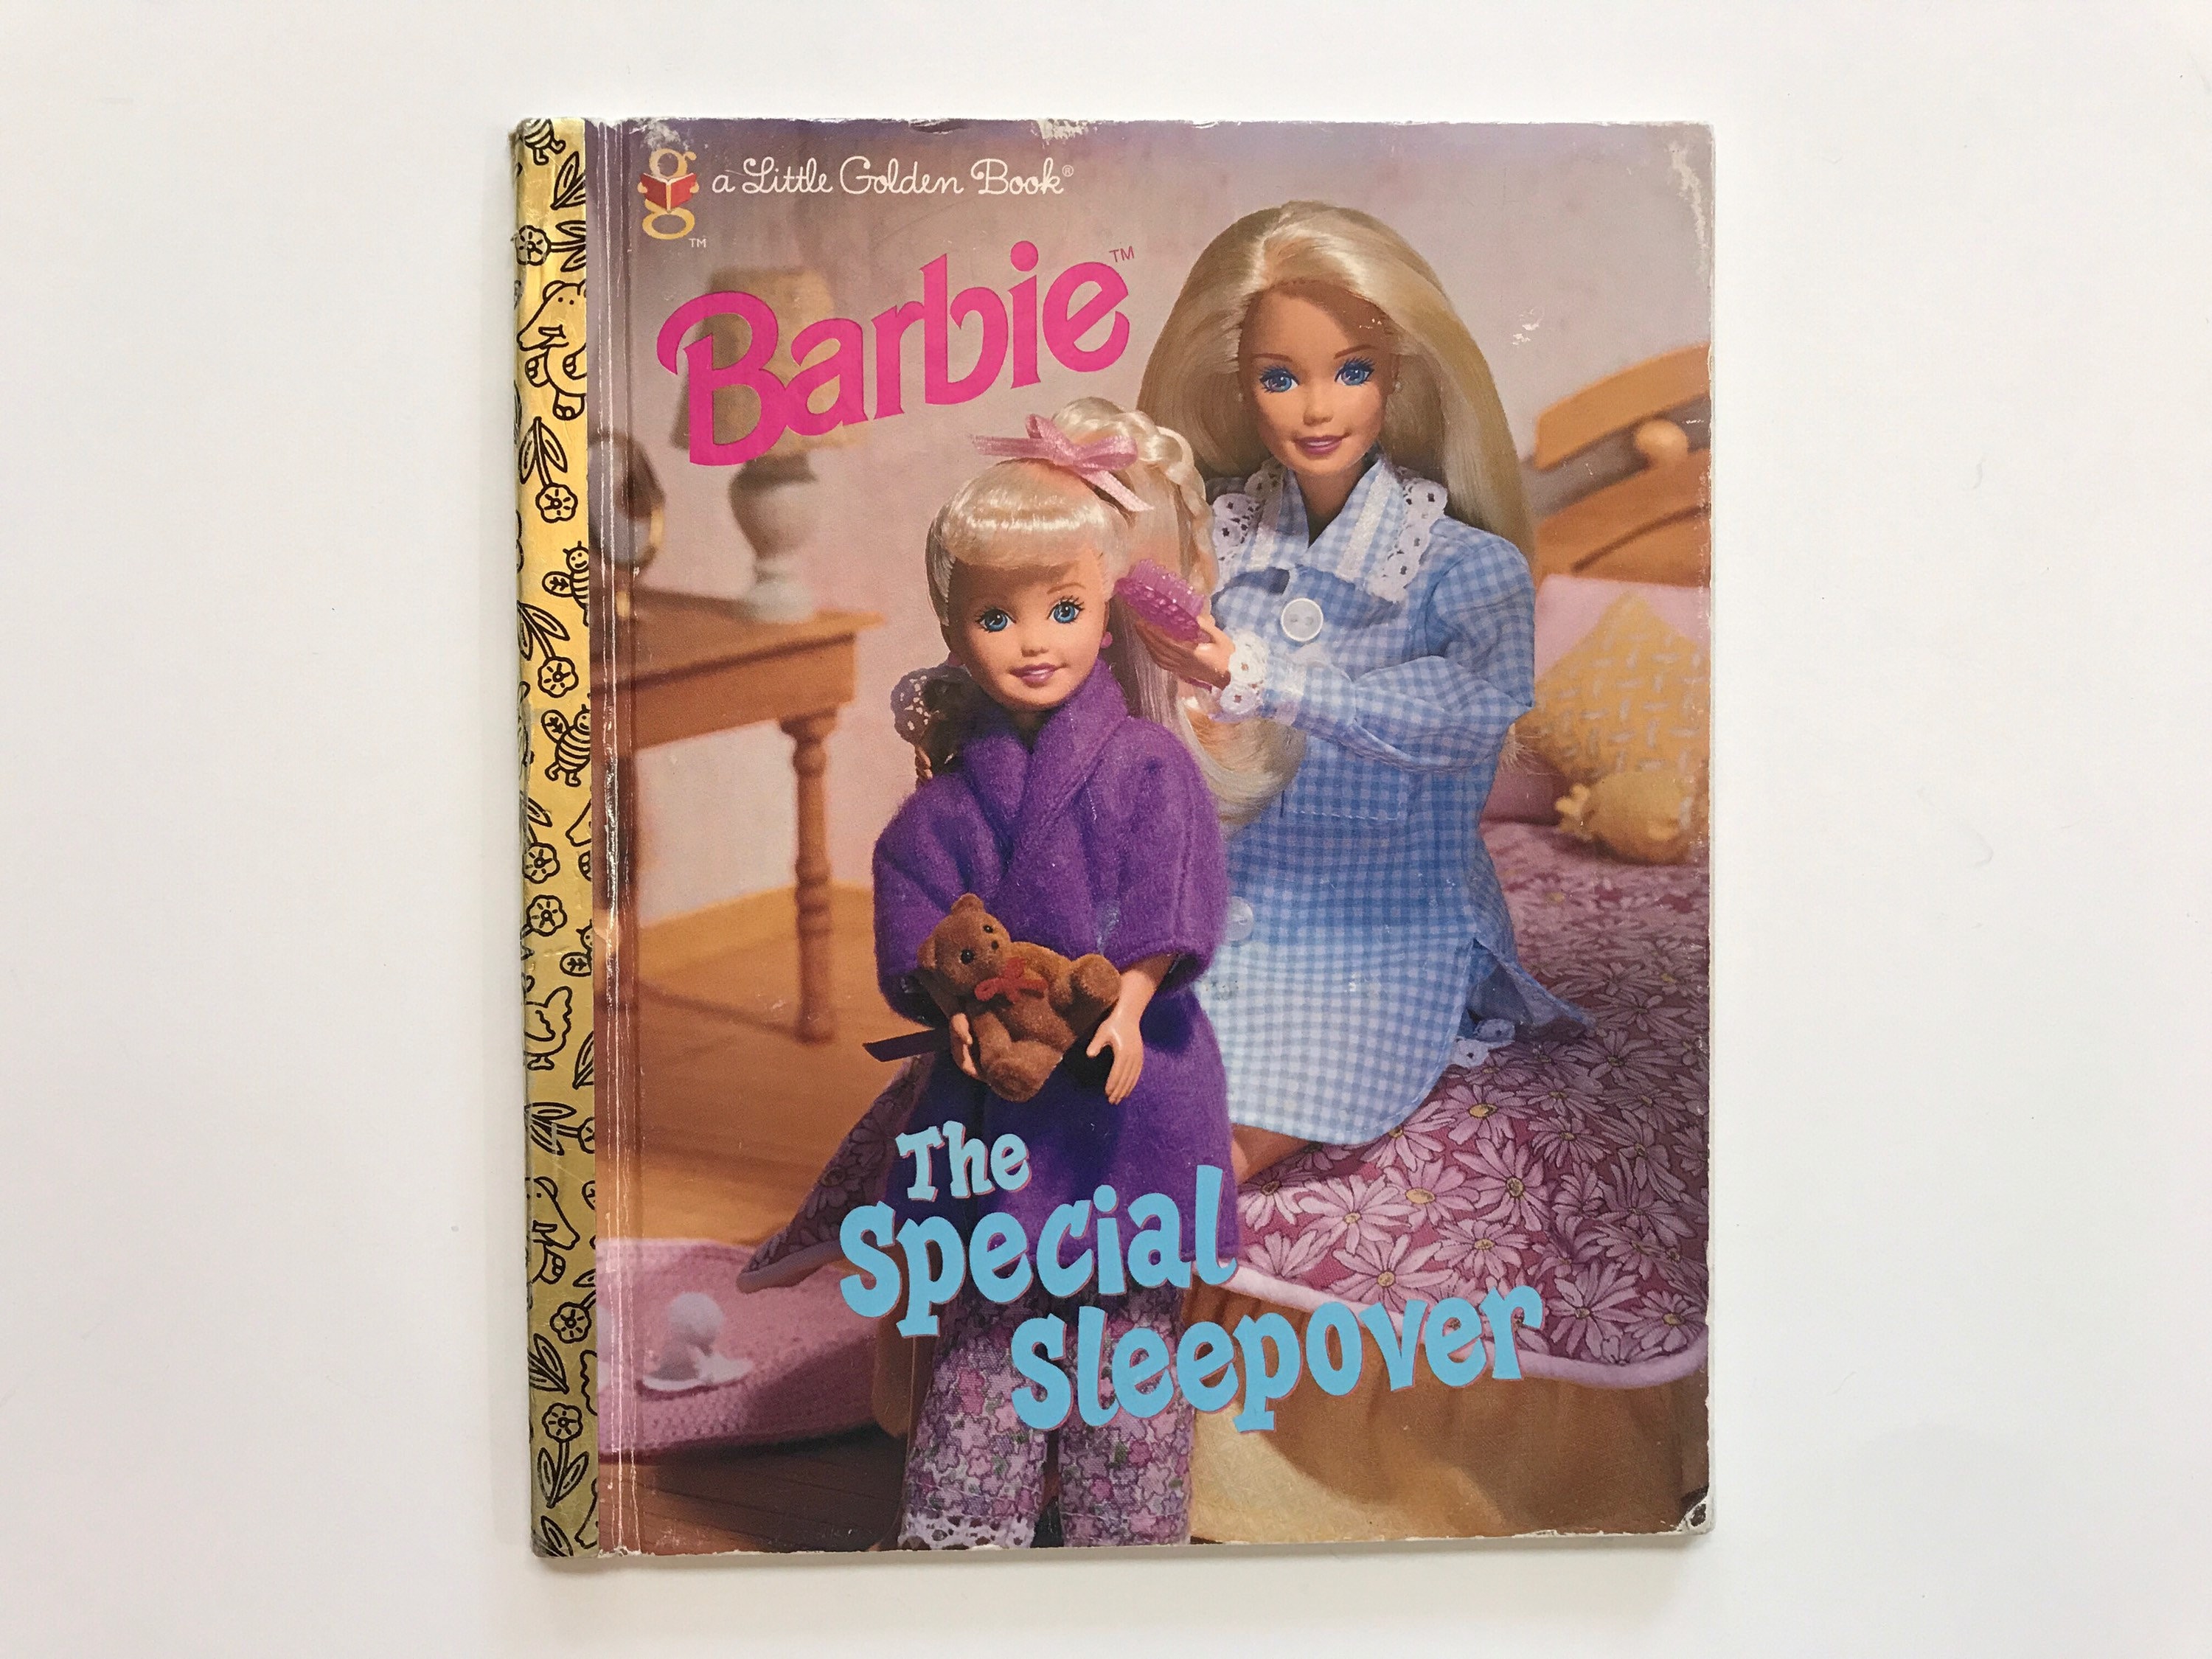 a Little Golden Book®
g
™
Barbie™
The
Special
Sleepover